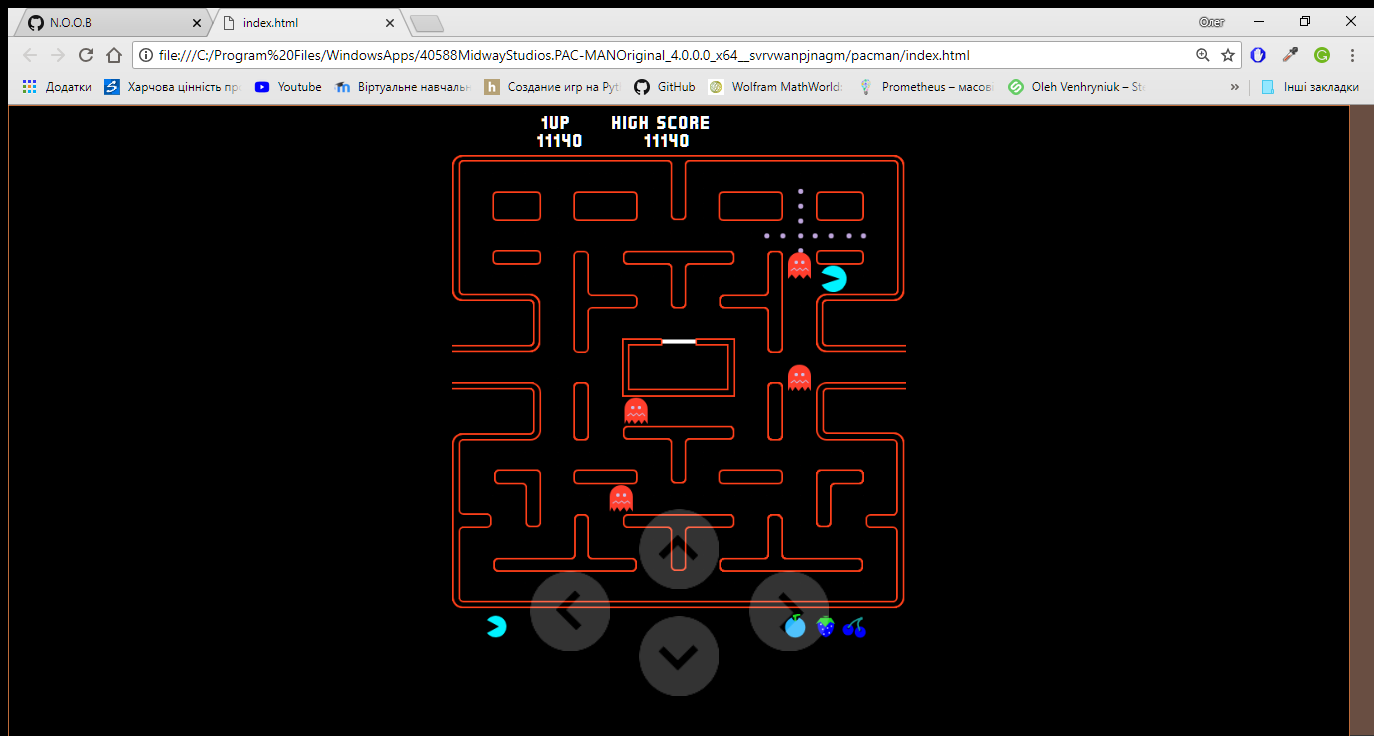 N.O.O.B
index.html
Олег
file:///C:/Program%20Files/WindowsApps/40588MidwayStudios.PAC-MANOriginal_4.0.0.0_x64__svrvwanpjnagm/pacman/index.html
Додатки
Харчова цінність пр
Youtube
Віртуальне навчаль
Создание игр на Pyt
GitHub
Wolfram MathWorld:
Prometheus – масов
Oleh Venhryniuk – St
»
Інші закладки
1UP HIGH SCORE
11140 11140